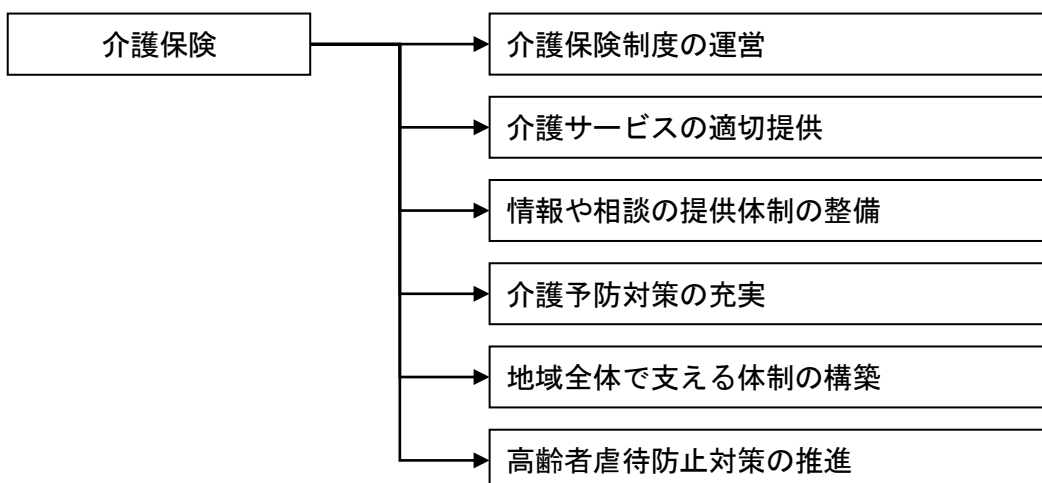 介護保険
介護保険制度の運営
介護サービスの適切提供
情報や相談の提供体制の整備
介護予防対策の充実
地域全体で支える体制の構築
高齢者虐待防止対策の推進